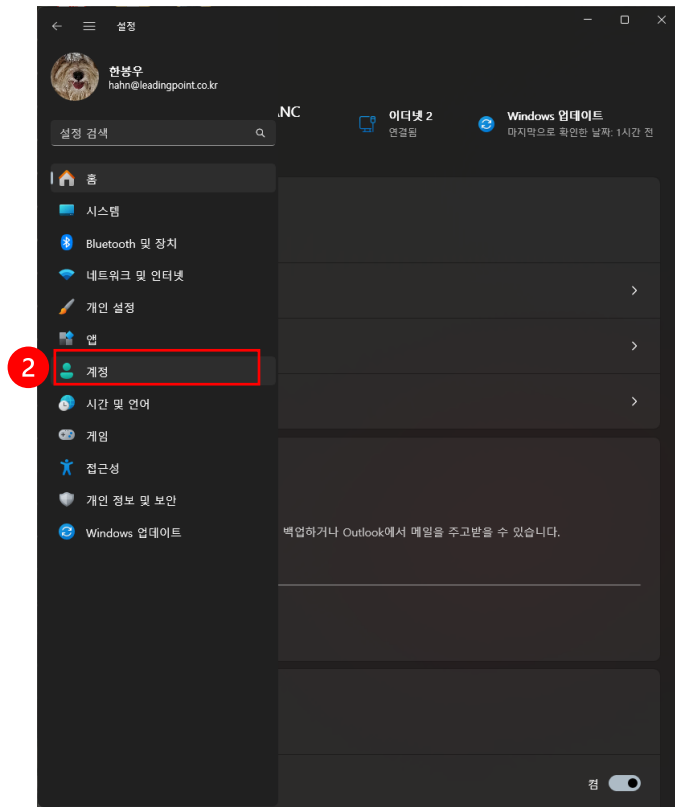 설정
한봉우
hahn@leadingpoint.co.kr
설정 검색
홈
시스템
Bluetooth 및 장치
네트워크 및 인터넷
개인 설정
앱
2
계정
시간 및 언어
게임
접근성
개인 정보 및 보안
Windows 업데이트
NC
이더넷 2
연결됨
Windows 업데이트
마지막으로 확인한 날짜: 1시간 전
백업하거나 Outlook에서 메일을 주고받을 수 있습니다.
켬